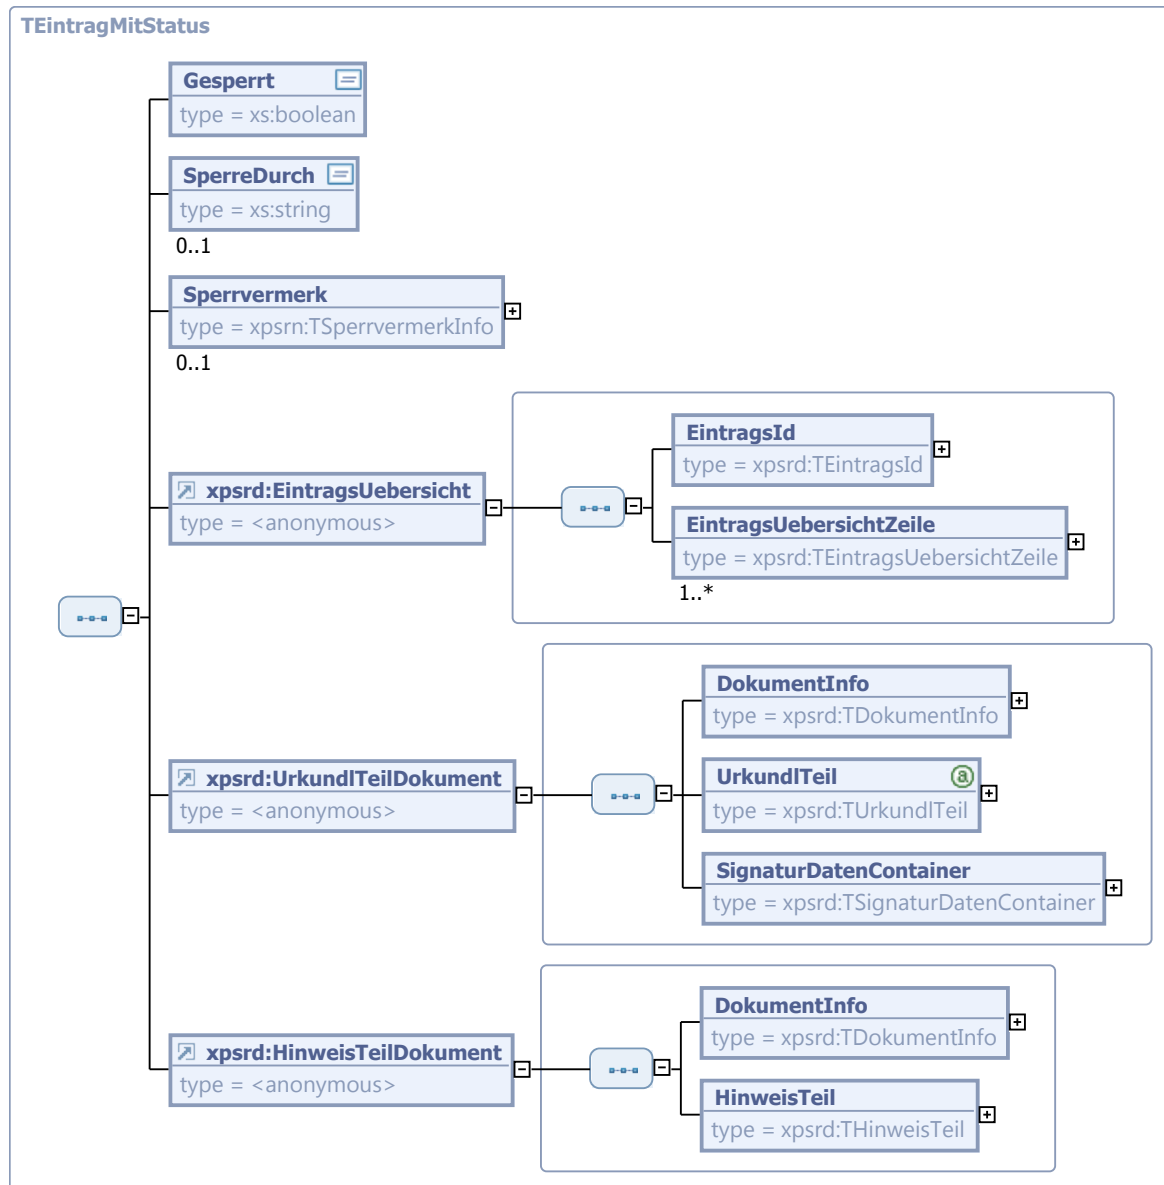 TEintragMitStatus
Gesperrt
type = xs:boolean
SperreDurch
type = xs:string
0..1
Sperrvermerk
type = xpsrn:TSperrvermerkInfo
0..1
xpsrd:EintragsUebersicht
type = <anonymous>
EintragsId
type = xpsrd:TEintragsId
EintragsUebersichtZeile
type = xpsrd:TEintragsUebersichtZeile
1..*
xpsrd:UrkundlTeilDokument
type = <anonymous>
DokumentInfo
type = xpsrd:TDokumentInfo
UrkundlTeil
type = xpsrd:TUrkundlTeil
SignaturDatenContainer
type = xpsrd:TSignaturDatenContainer
xpsrd:HinweisTeilDokument
type = <anonymous>
DokumentInfo
type = xpsrd:TDokumentInfo
HinweisTeil
type = xpsrd:THinweisTeil